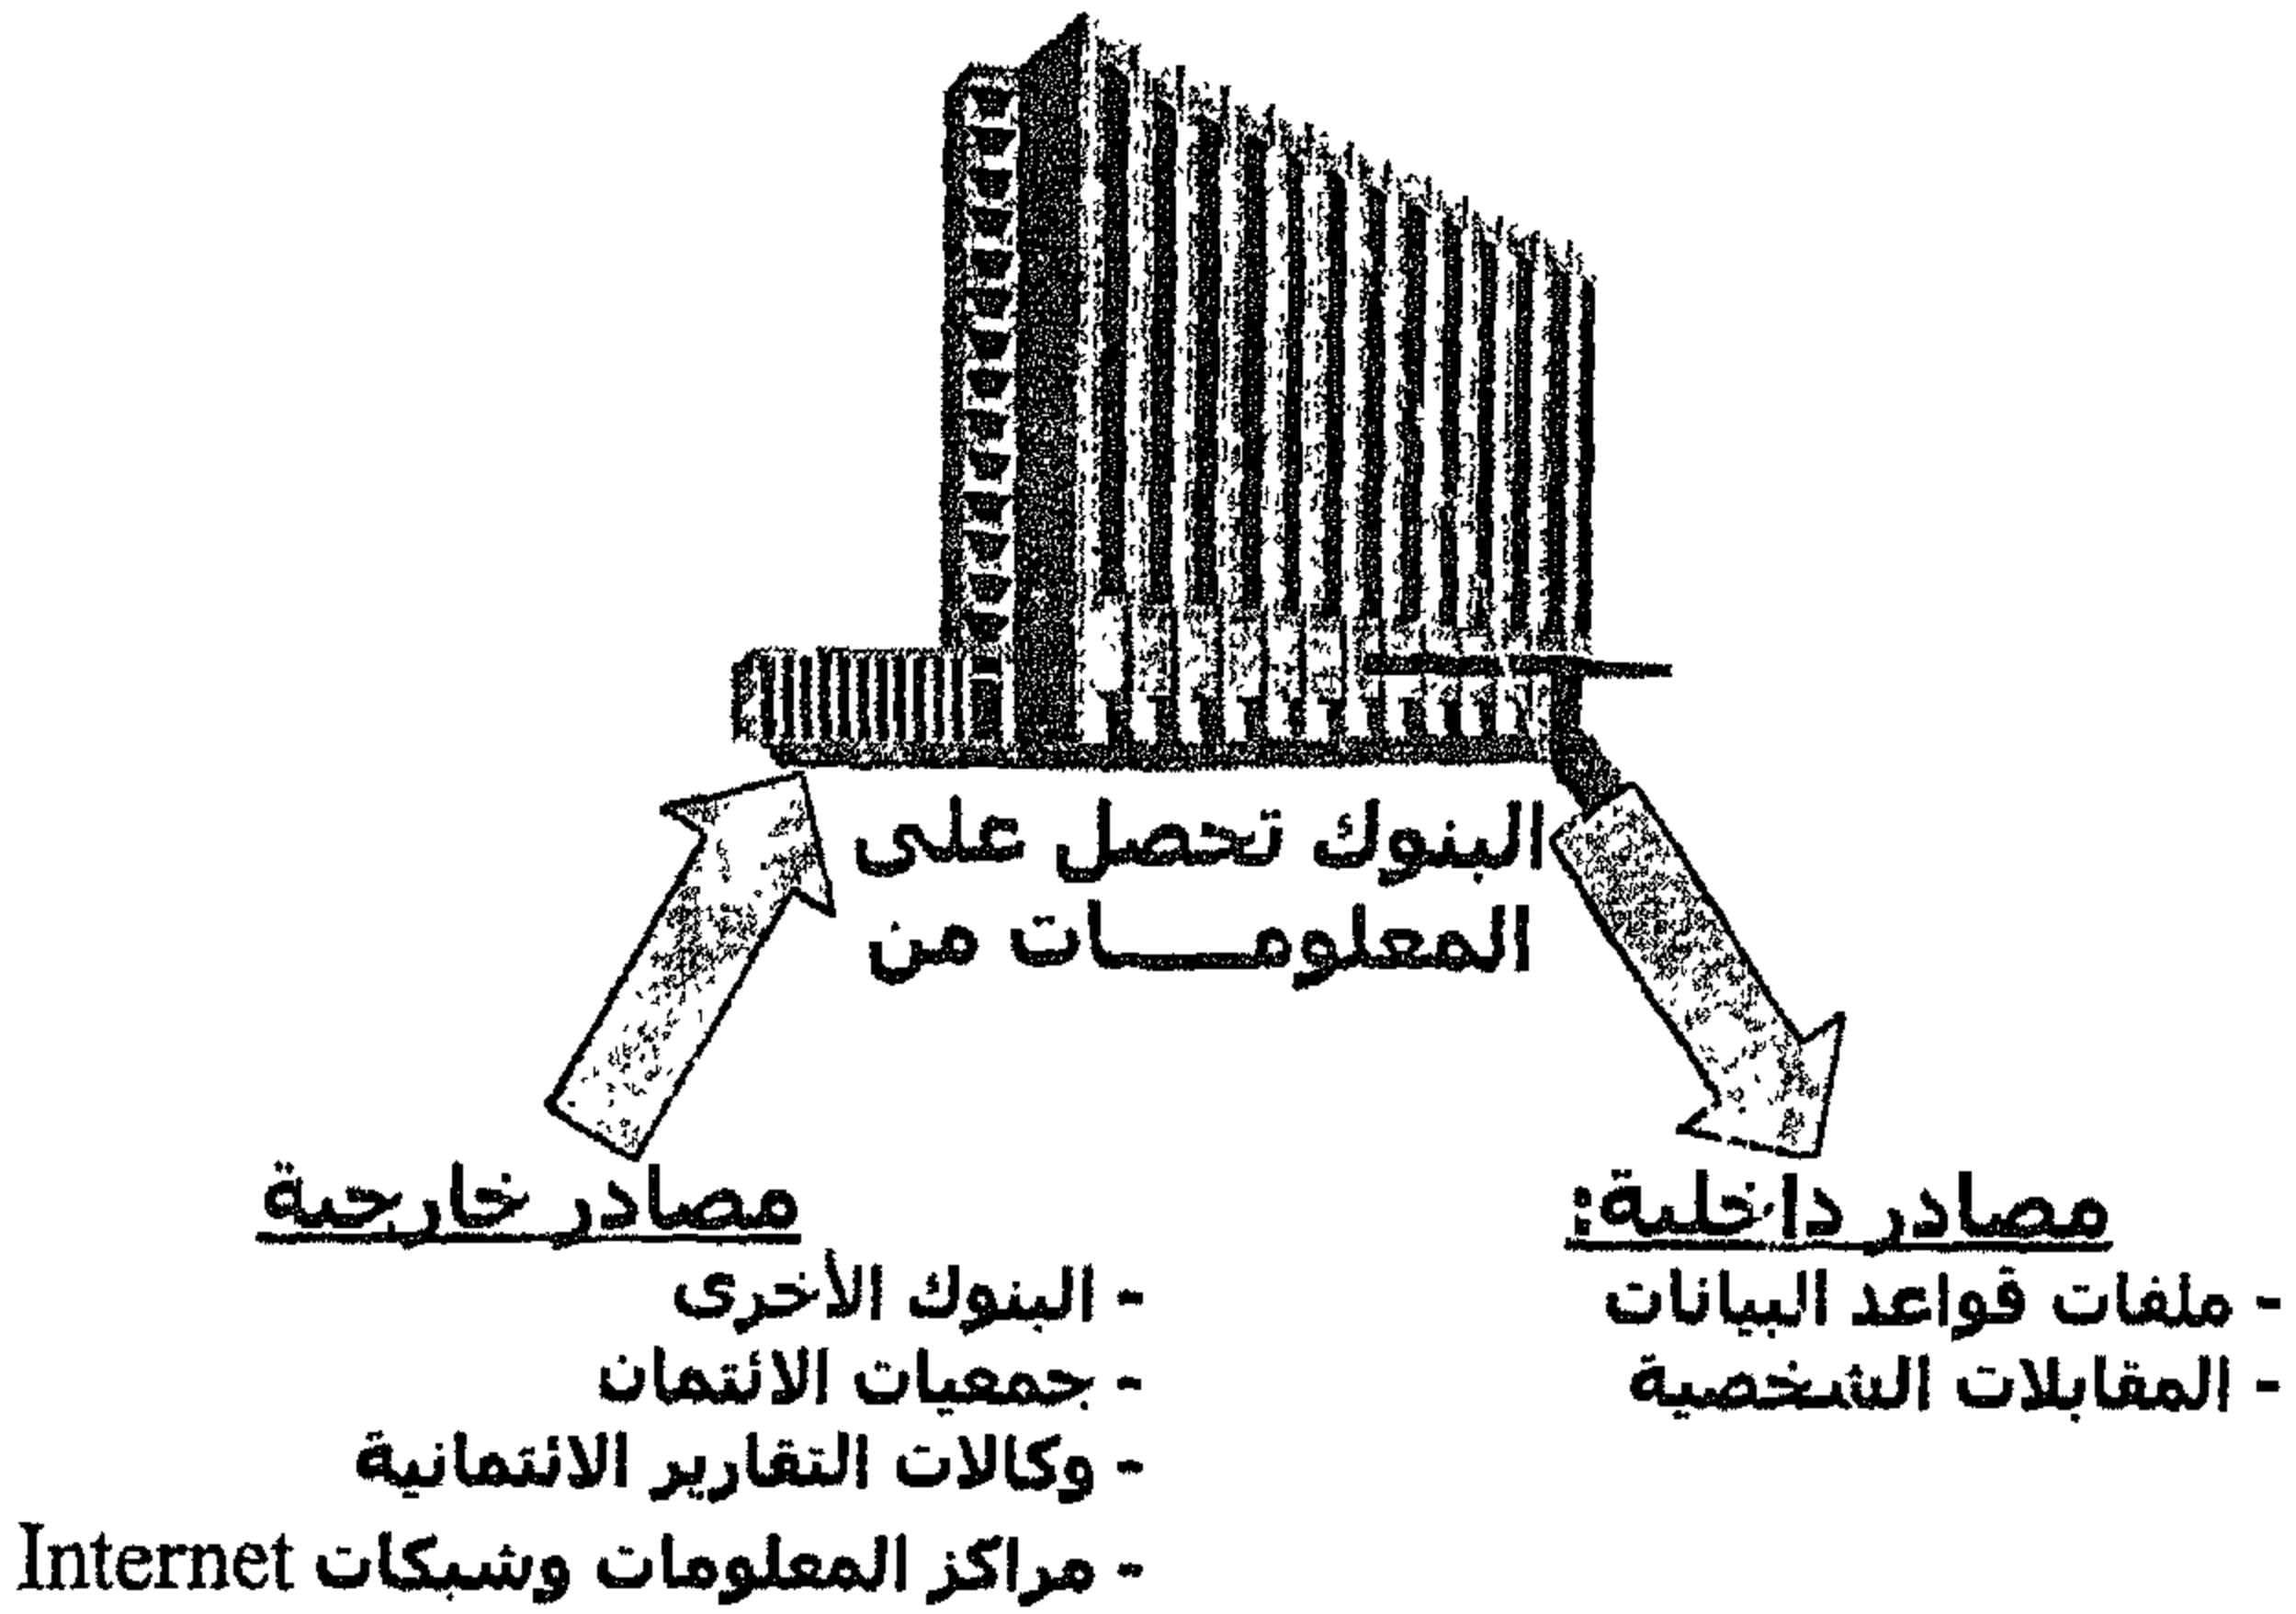 البنوك تحصل على
المعلومـــــات من
مصادر داخلية:
- ملفات قواعد البيانات
- المقابلات الشخصية
مصادر خارجية
- البنوك الأخرى
- جمعيات الائتمان
- وكالات التقارير الائتمانية
- مراكز المعلومات وشبكات Internet